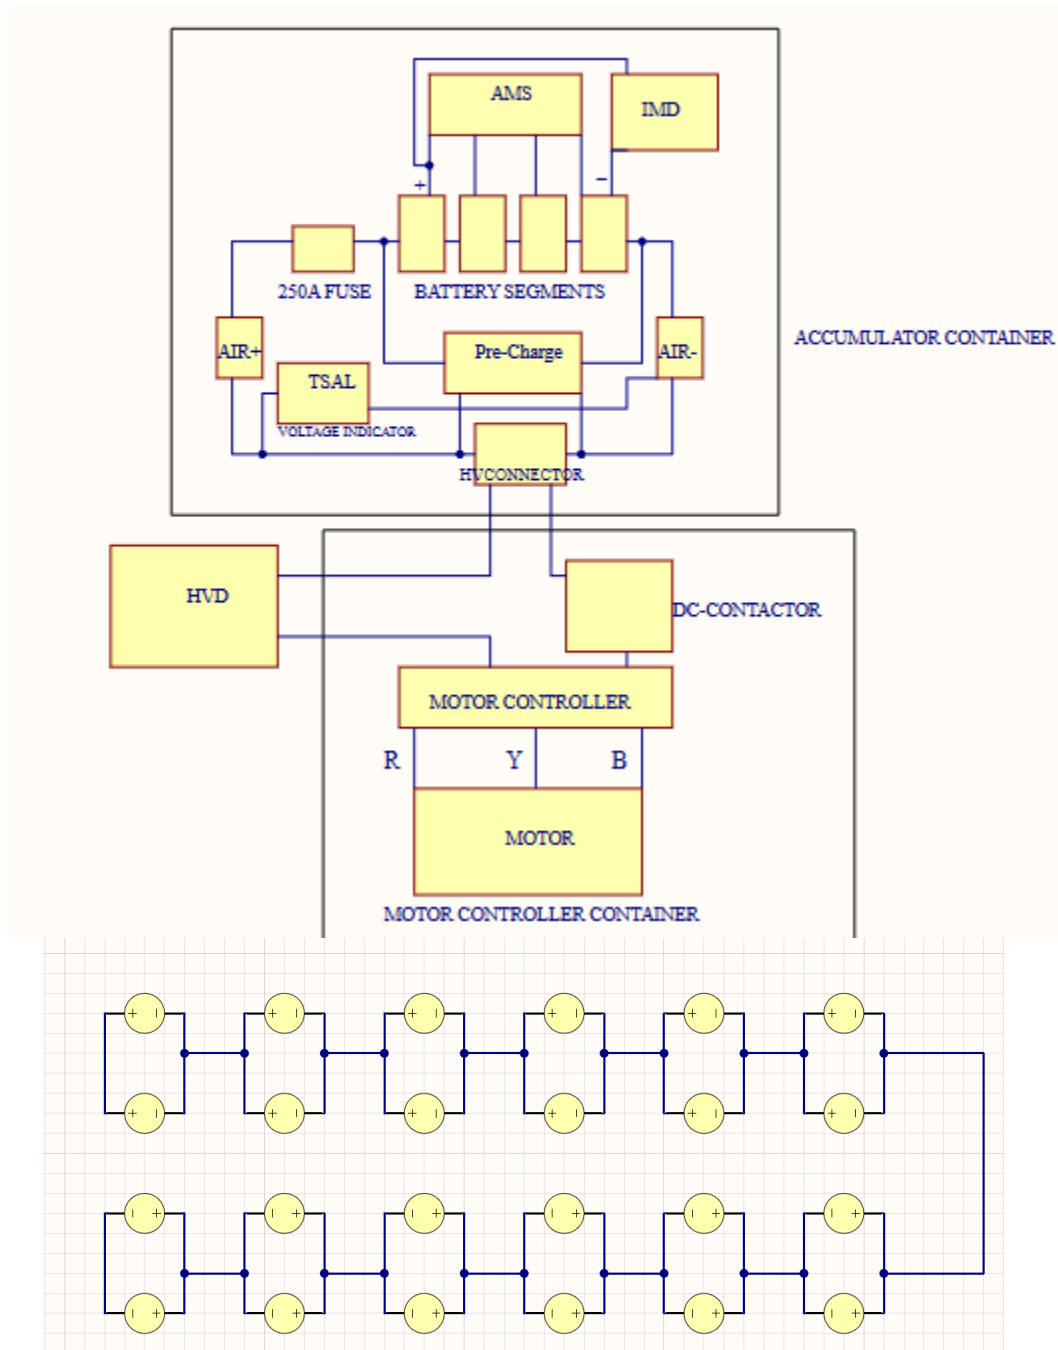 AMS
IMD
+
−
250A FUSE
BATTERY SEGMENTS
AIR+
Pre-Charge
AIR-
ACCUMULATOR CONTAINER
TSAL
VOLTAGE INDICATOR
HVCONNECTOR
HVD
DC-CONTACTOR
MOTOR CONTROLLER
R Y B
MOTOR
MOTOR CONTROLLER CONTAINER
+ − + − + − + − + − + −
+ − + − + − + − + − + −
− + − + − + − + − + − +
− + − + − + − + − + − +